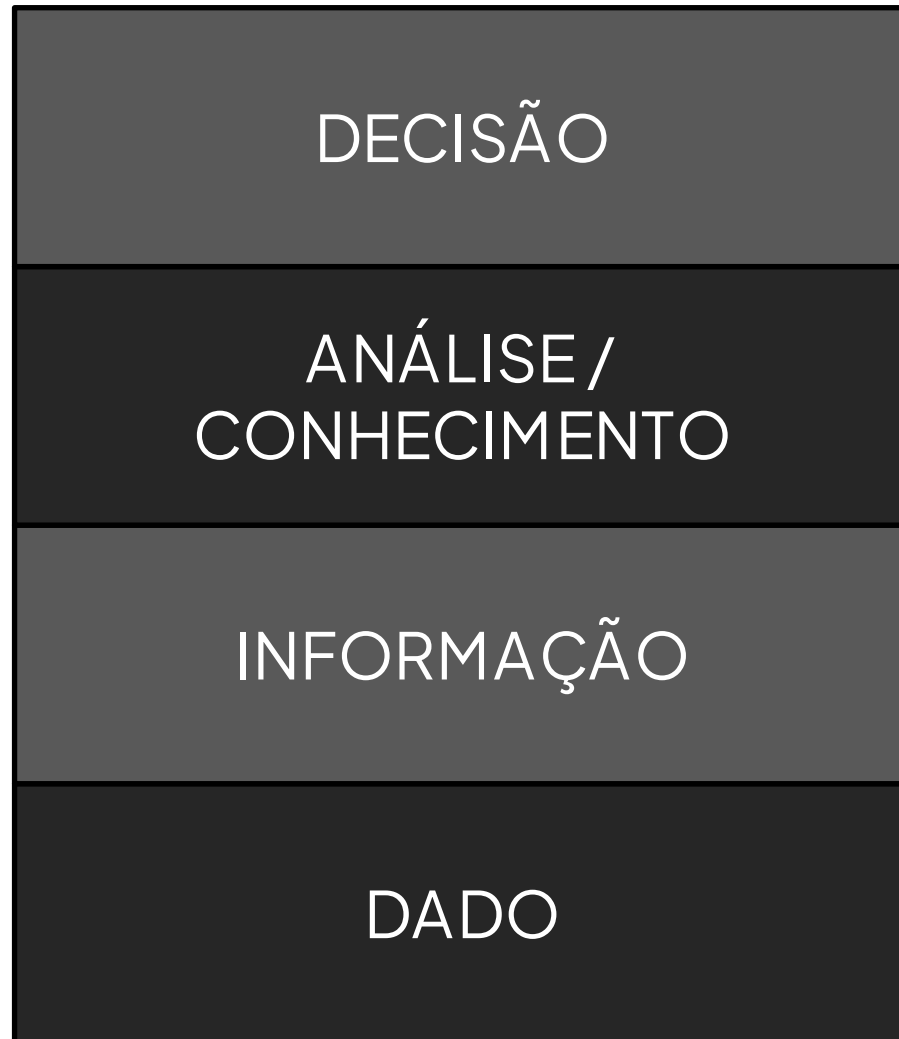 DECISÃO
ANÁLISE /
CONHECIMENTO
INFORMAÇÃO
DADO